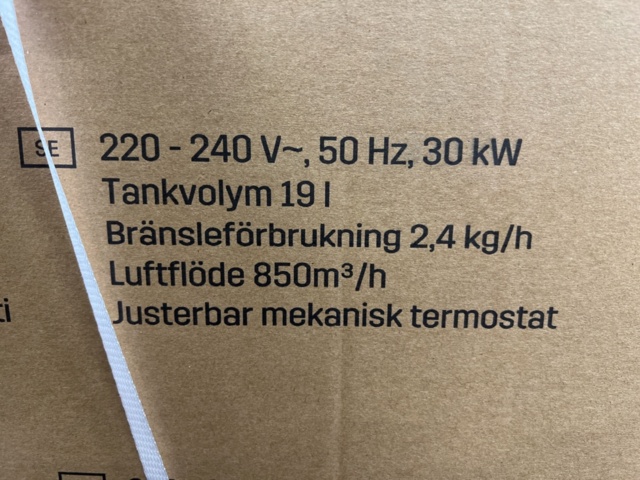 SE 220 - 240 V~, 50 Hz, 30 kW
Tankvolym 19 l
Bränsleförbrukning 2,4 kg/h
Luftflöde 850m³/h
Justerbar mekanisk termostat